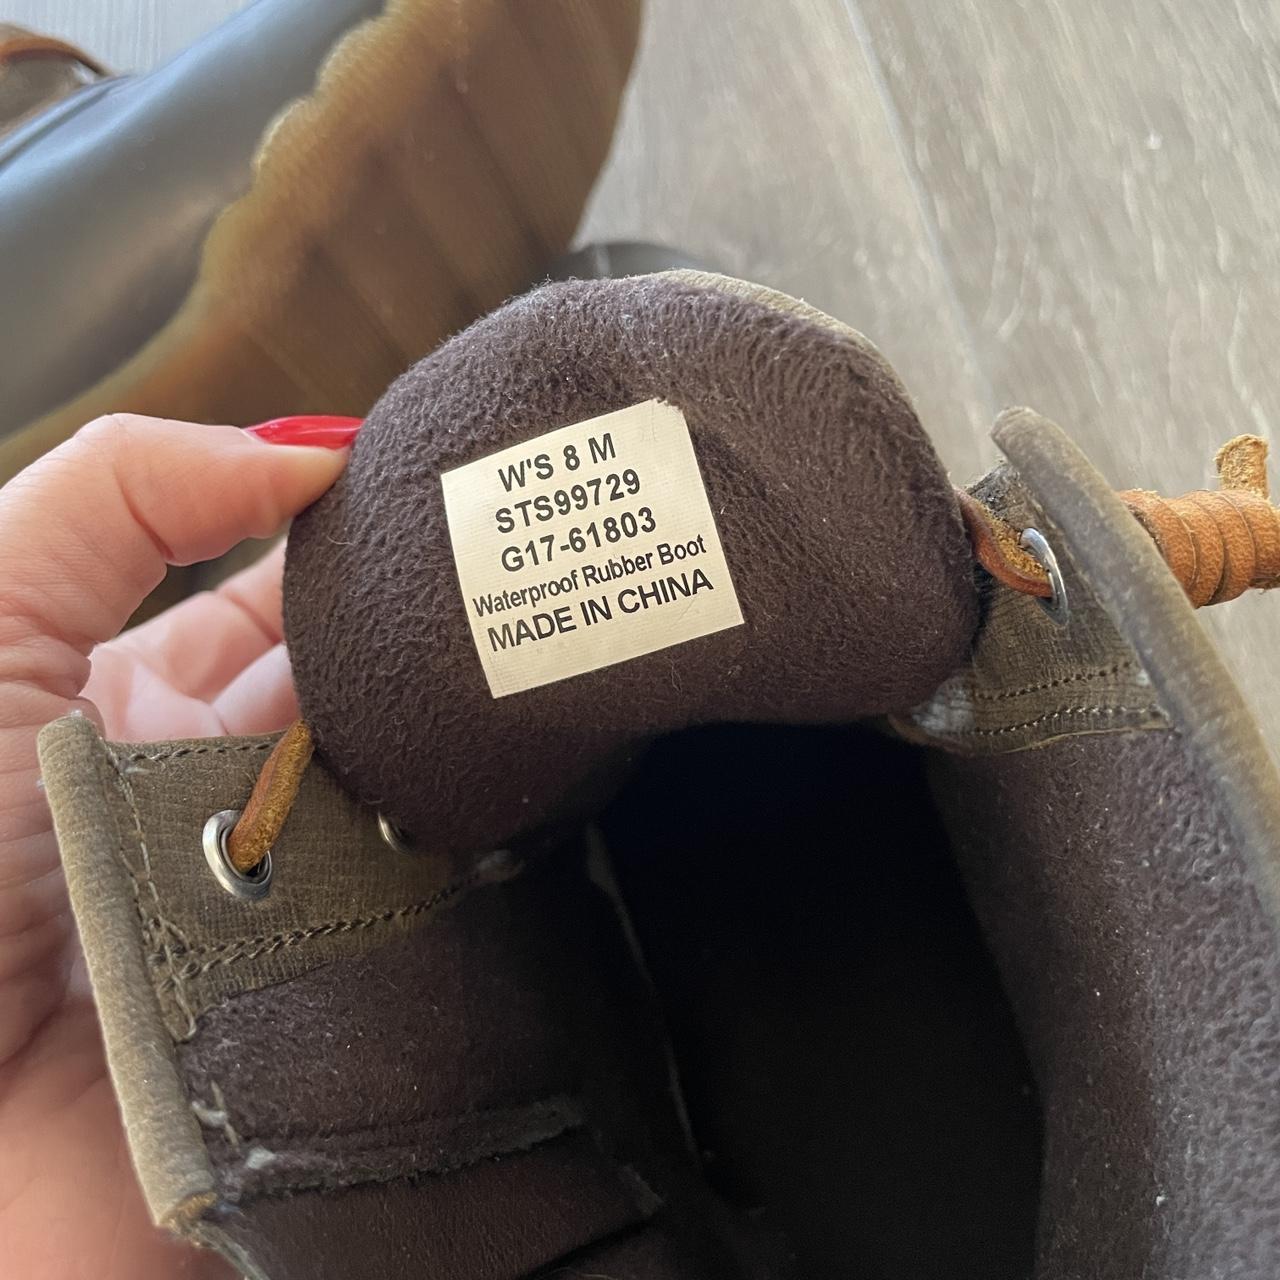 W'S 8 M
STS99729
G17-61803
Waterproof Rubber Boot
MADE IN CHINA